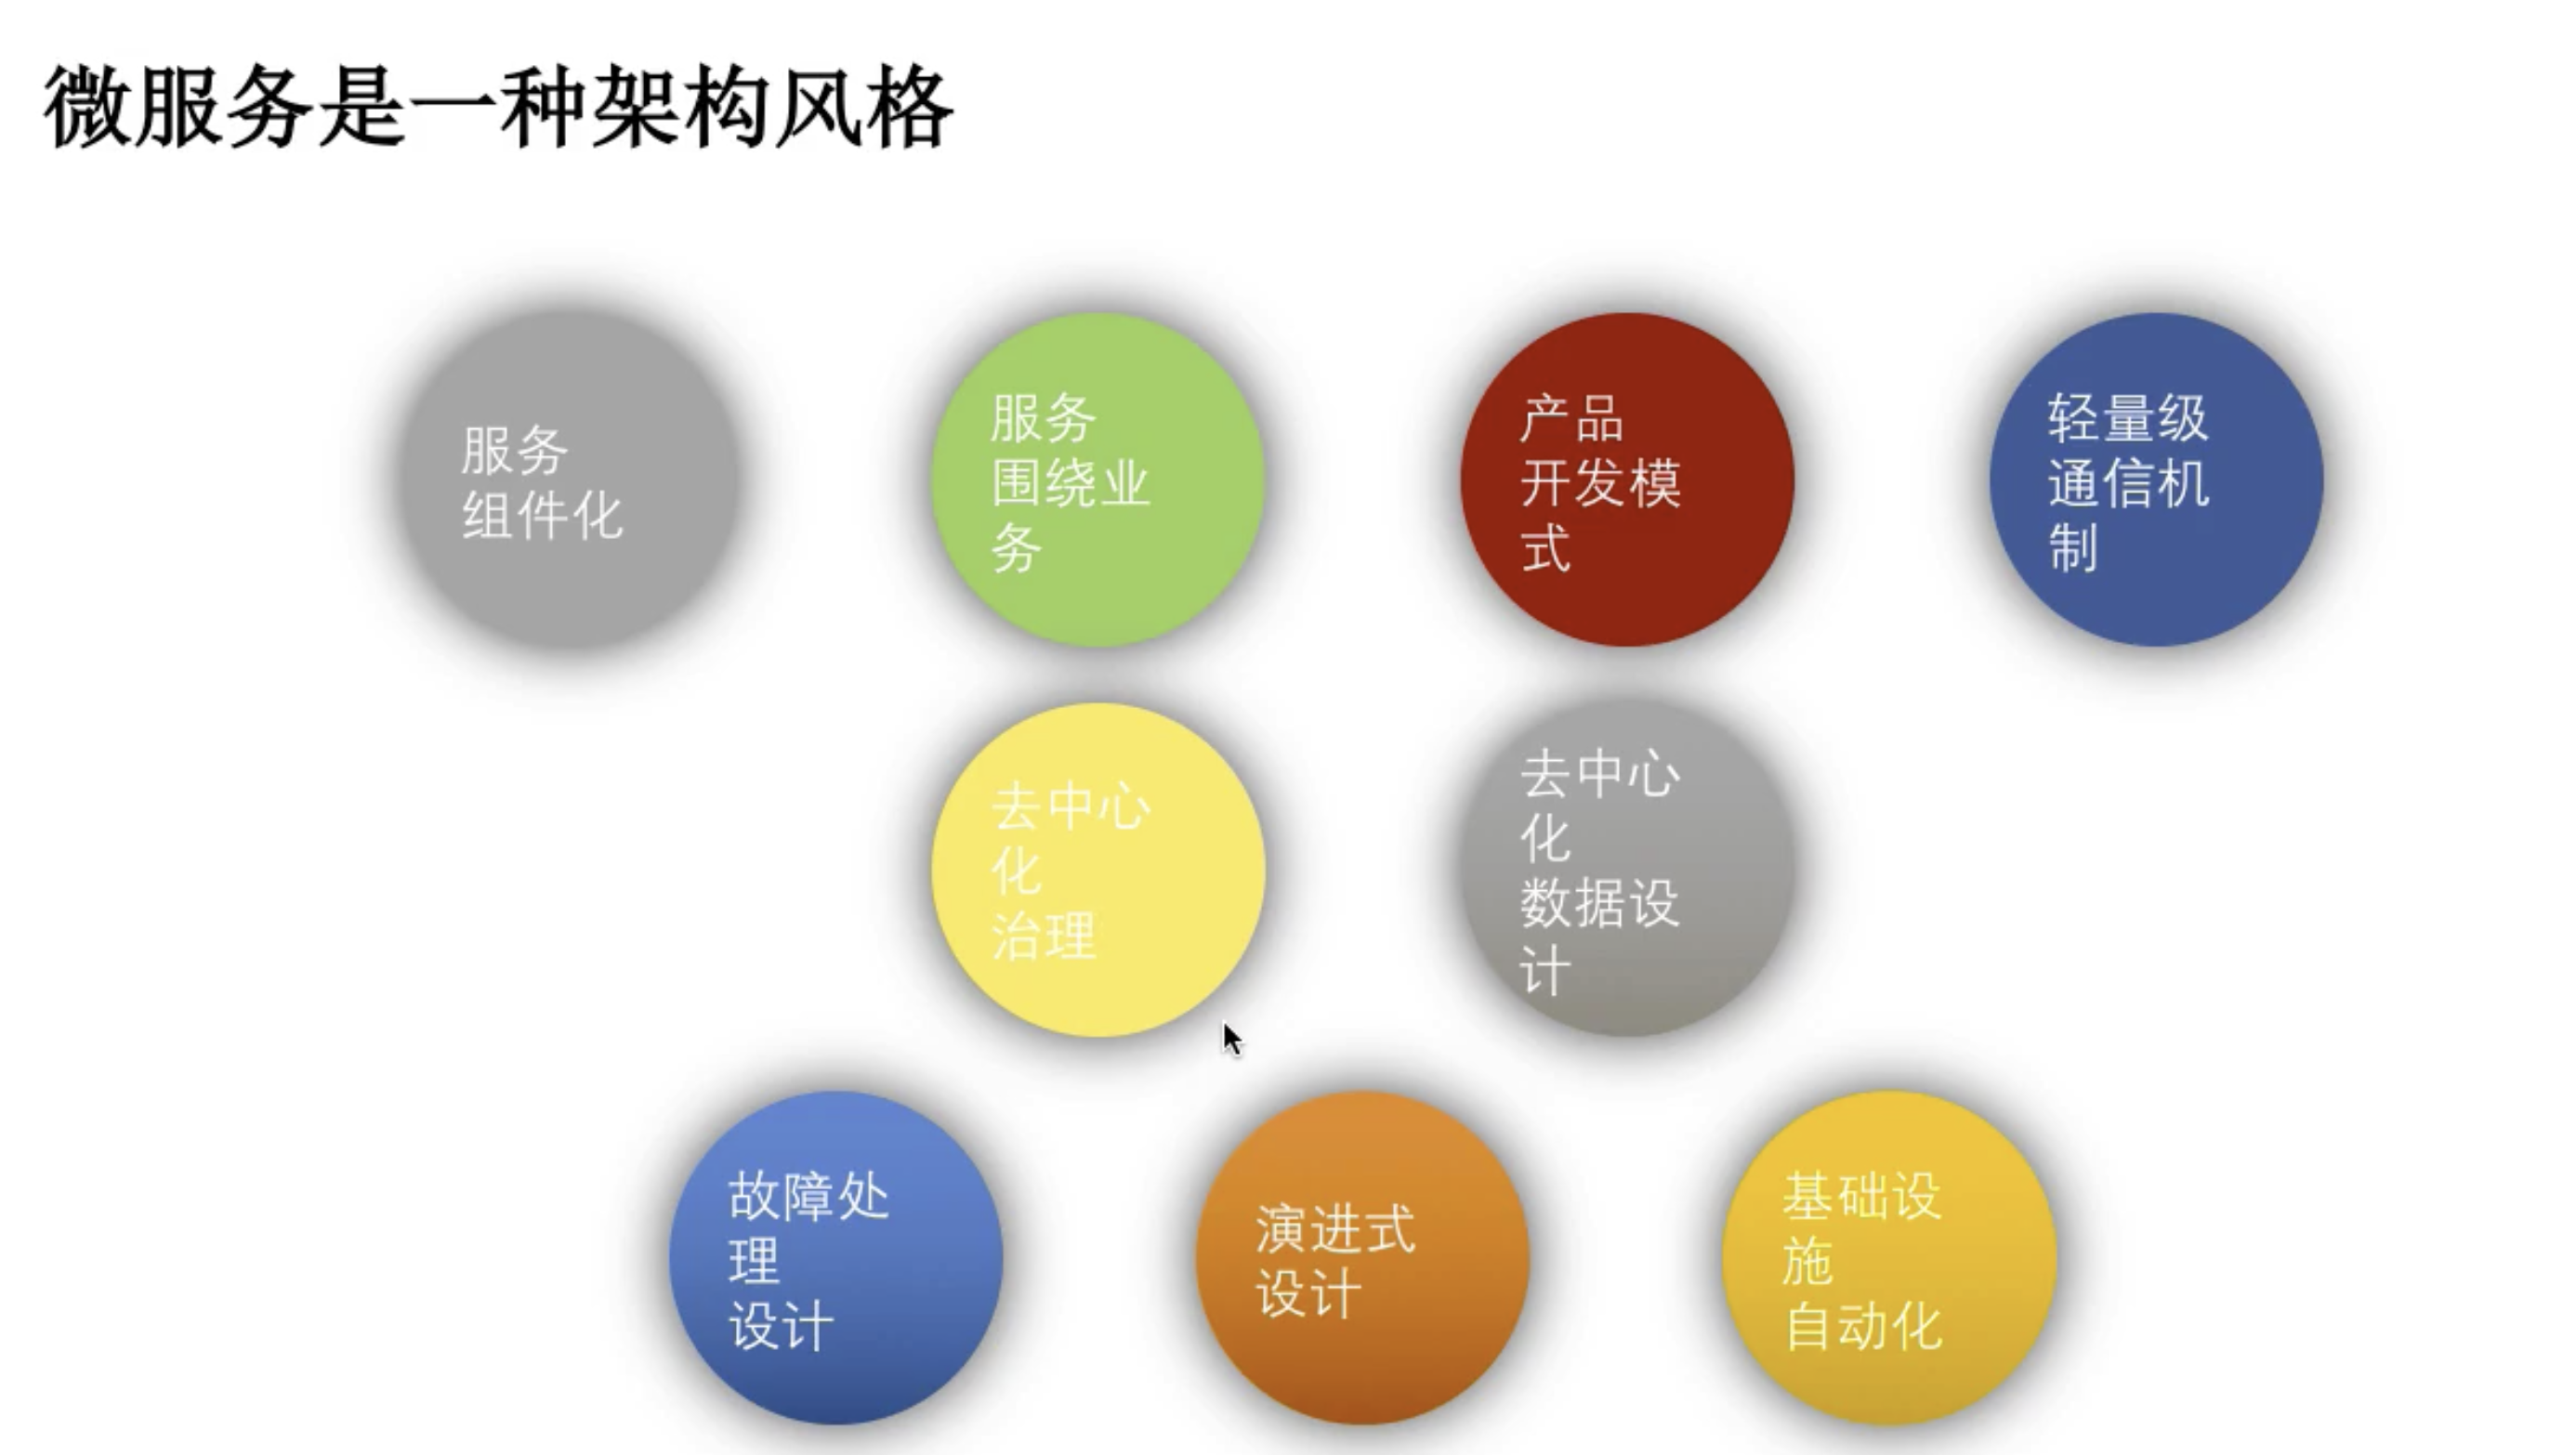 微服务是一种架构风格
服务
组件化
服务
围绕业
务
产品
开发模
式
轻量级
通信机
制
去中心
化
治理
去中心
化
数据设
计
故障处
理
设计
演进式
设计
基础设
施
自动化